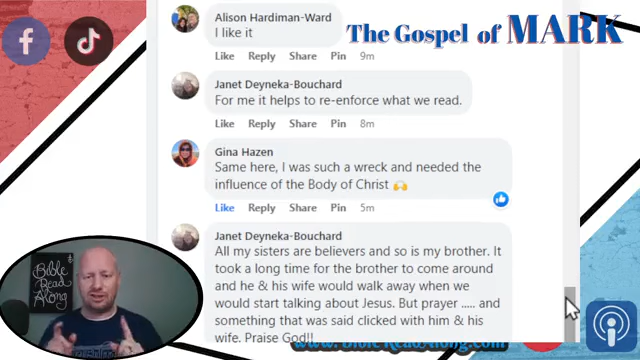 The Gospel of MARK
Alison Hardiman-Ward
I like it
Like Reply Share Pin 9m
Janet Deyneka-Bouchard
For me it helps to re-enforce what we read.
Like Reply Share Pin 8m
Gina Hazen
Same here, I was such a wreck and needed the
influence of the Body of Christ 🙌
Like Reply Share Pin 5m
Janet Deyneka-Bouchard
All my sisters are believers and so is my brother. It
took a long time for the brother to come around
and he & his wife would walk away when we
would start talking about Jesus. But prayer ..... and
something that was said clicked with him & his
wife. Praise God!!
Bible
Read
Along
www.BibleReadAlong.com